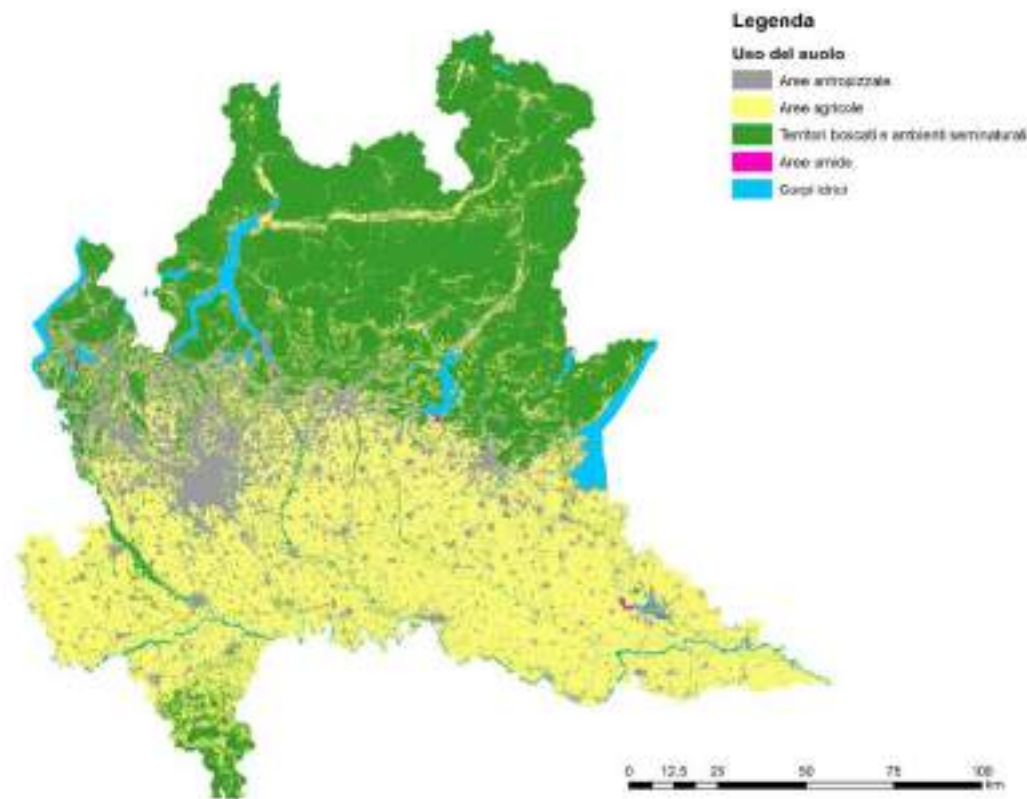 Legenda
Uso del suolo
Aree antropizzate
Aree agricole
Territori boscati e ambienti seminaturali
Aree umide
Corpi idrici
0 12,5 25 50 75 100
Km